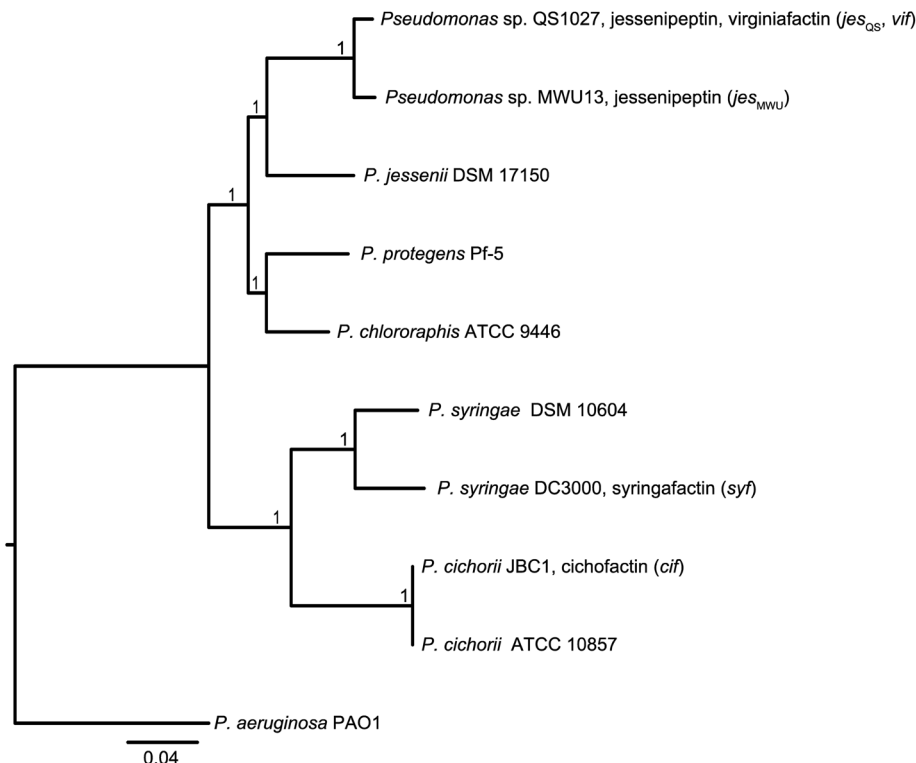 Pseudomonas sp. QS1027, jessenipeptin, virginiafactin (jesQS, vif)
1
Pseudomonas sp. MWU13, jessenipeptin (jesMWU)
1
P. jessenii DSM 17150
1
P. protegens Pf-5
1
P. chlororaphis ATCC 9446
P. syringae DSM 10604
1
P. syringae DC3000, syringafactin (syf)
1
P. cichorii JBC1, cichofactin (cif)
1
P. cichorii ATCC 10857
P. aeruginosa PAO1
0.04